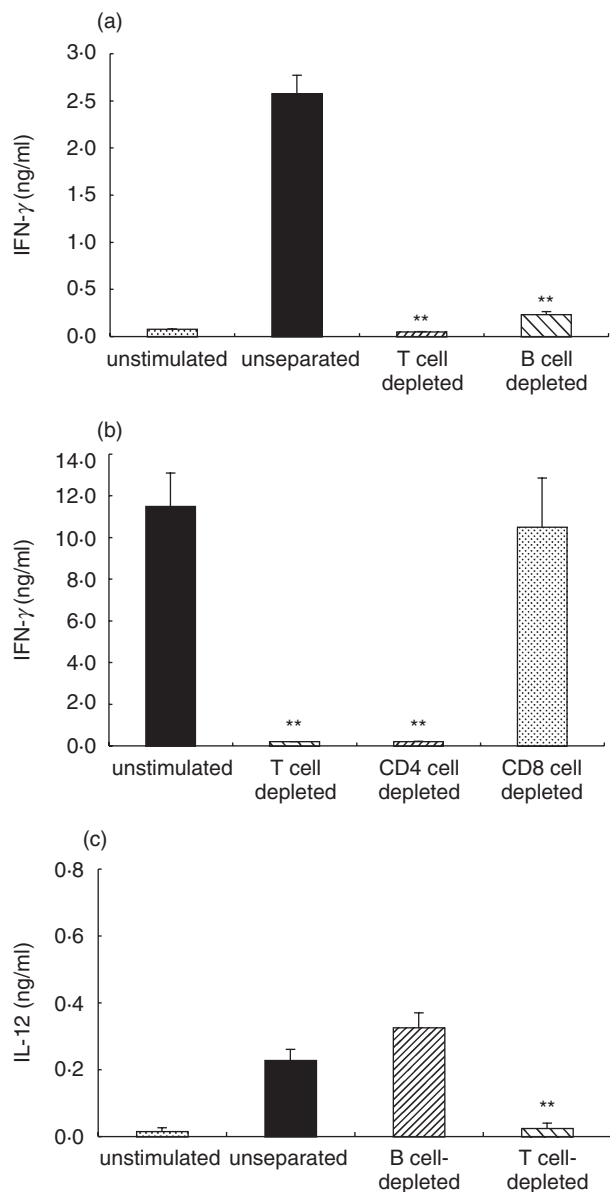 (a)
3·0
2·5
2·0
1·5
1·0
0·5
0·0
IFN-γ (ng/ml)
**
**
unstimulated unseparated T cell depleted B cell depleted
(b)
14·0
12·0
10·0
8·0
6·0
4·0
2·0
0·0
IFN-γ (ng/ml)
**
**
unstimulated T cell depleted CD4 cell depleted CD8 cell depleted
(c)
0·8
0·6
0·4
0·2
0·0
IL-12 (ng/ml)
**
unstimulated unseparated B cell- depleted T cell- depleted